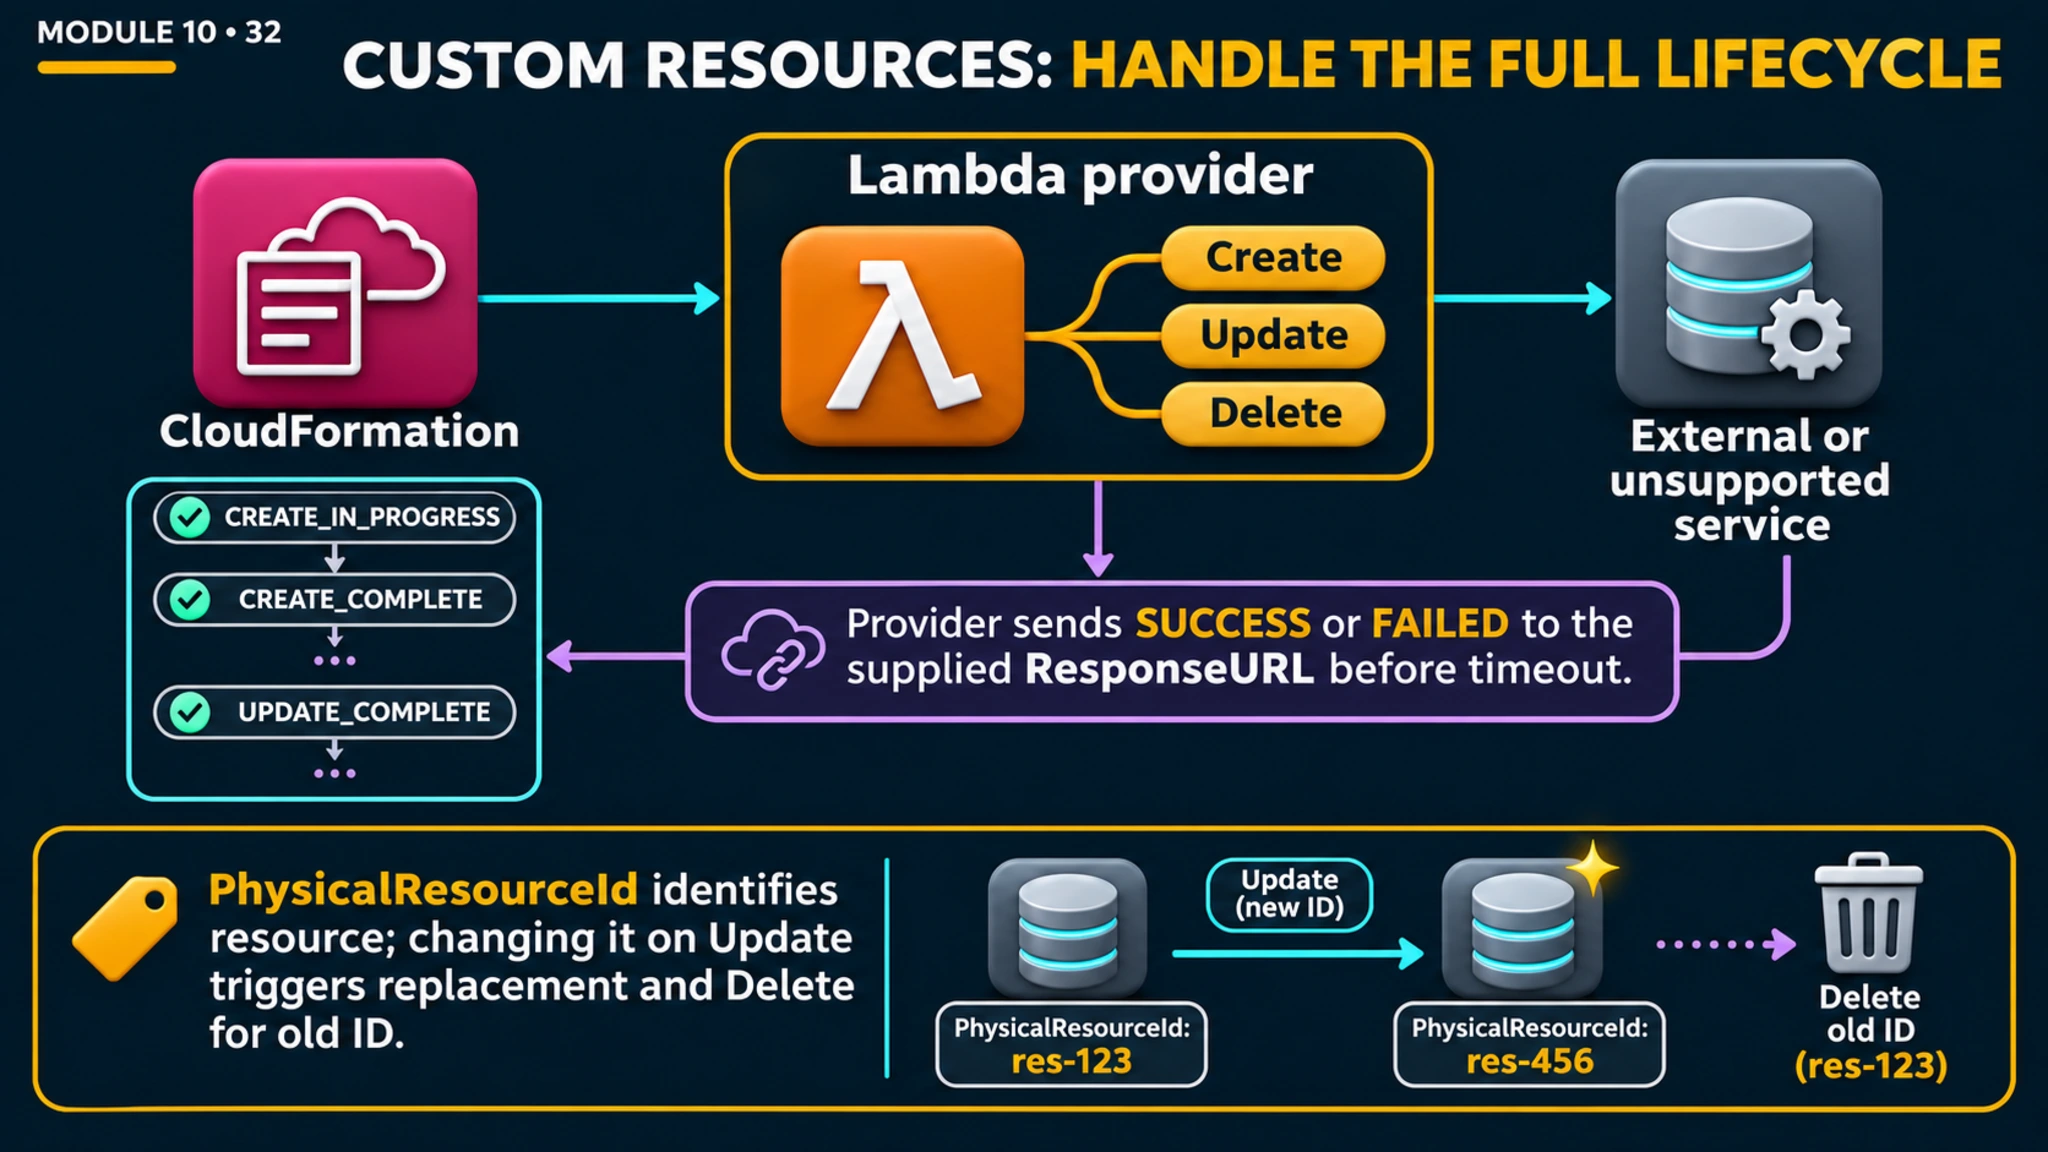 MODULE 10 • 32
CUSTOM RESOURCES: HANDLE THE FULL LIFECYCLE
CloudFormation
Lambda provider
Create
Update
Delete
External or
unsupported
service
CREATE_IN_PROGRESS
CREATE_COMPLETE
...
UPDATE_COMPLETE
...
Provider sends SUCCESS or FAILED to the
supplied ResponseURL before timeout.
PhysicalResourceId identifies
resource; changing it on Update
triggers replacement and Delete
for old ID.
PhysicalResourceId:
res-123
Update
(new ID)
PhysicalResourceId:
res-456
Delete
old ID
(res-123)